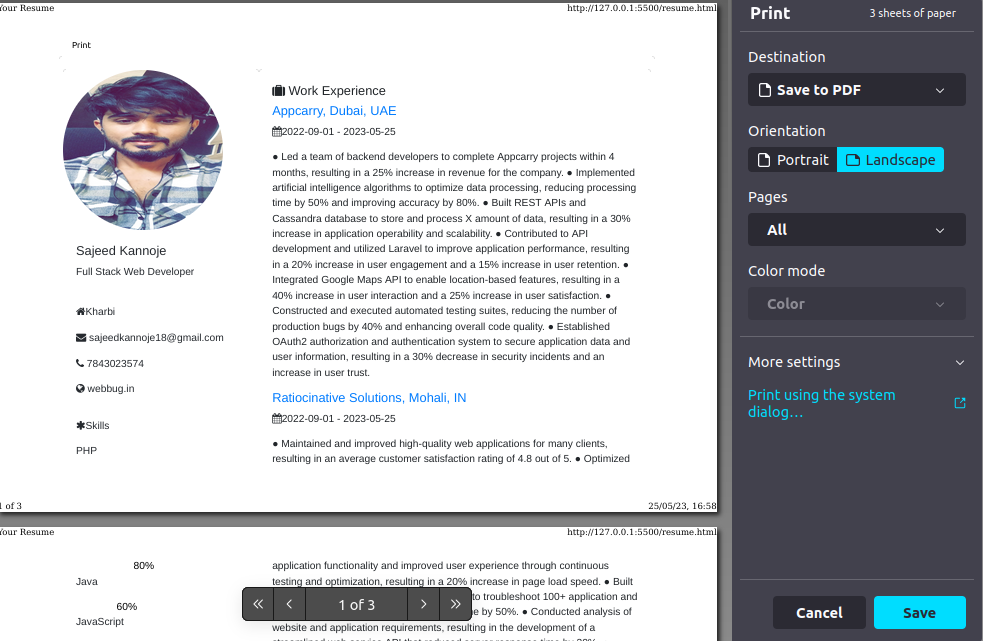 Your Resume
http://127.0.0.1:5500/resume.html
Print
Sajeed Kannoje
Full Stack Web Developer
Kharbi
sajeedkannoje18@gmail.com
7843023574
webbug.in
Skills
PHP
Work Experience
Appcarry, Dubai, UAE
2022-09-01 - 2023-05-25
● Led a team of backend developers to complete Appcarry projects within 4
months, resulting in a 25% increase in revenue for the company. ● Implemented
artificial intelligence algorithms to optimize data processing, reducing processing
time by 50% and improving accuracy by 80%. ● Built REST APIs and
Cassandra database to store and process X amount of data, resulting in a 30%
increase in application operability and scalability. ● Contributed to API
development and utilized Laravel to improve application performance, resulting
in a 20% increase in user engagement and a 15% increase in user retention. ●
Integrated Google Maps API to enable location-based features, resulting in a
40% increase in user interaction and a 25% increase in user satisfaction. ●
Constructed and executed automated testing suites, reducing the number of
production bugs by 40% and enhancing overall code quality. ● Established
OAuth2 authorization and authentication system to secure application data and
user information, resulting in a 30% decrease in security incidents and an
increase in user trust.
Ratiocinative Solutions, Mohali, IN
2022-09-01 - 2023-05-25
● Maintained and improved high-quality web applications for many clients,
resulting in an average customer satisfaction rating of 4.8 out of 5. ● Optimized
1 of 3
25/05/23, 16:58
Your Resume
http://127.0.0.1:5500/resume.html
80%
Java
60%
JavaScript
application functionality and improved user experience through continuous
testing and optimization, resulting in a 20% increase in page load speed. ● Built
to troubleshoot 100+ application and
by 50%. ● Conducted analysis of
website and application requirements, resulting in the development of a
1 of 3
Print
3 sheets of paper
Destination
Save to PDF
Orientation
Portrait
Landscape
Pages
All
Color mode
Color
More settings
Print using the system
dialog…
Cancel
Save